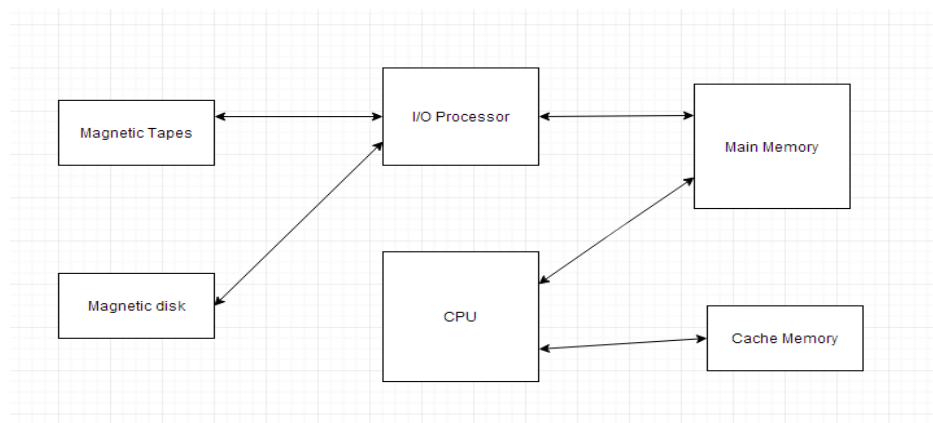 I/O Processor
Magnetic Tapes
Main Memory
Magnetic disk
CPU
Cache Memory